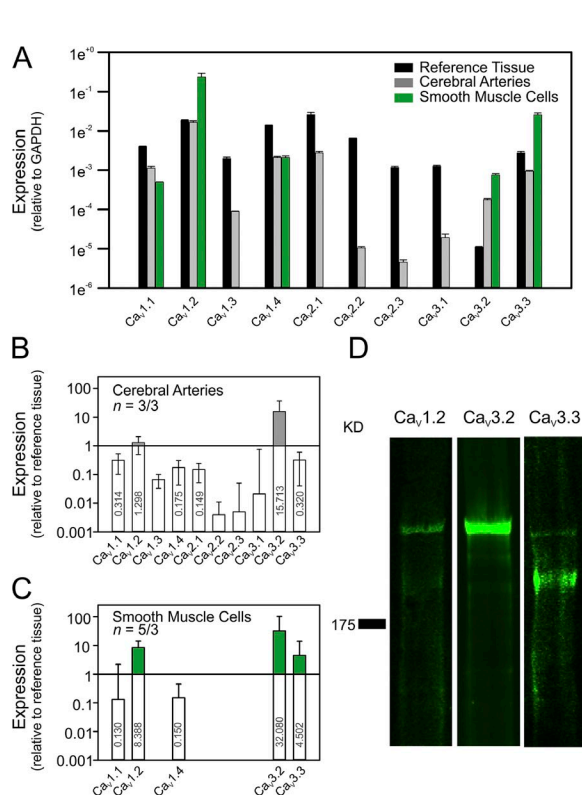 A
Expression
(relative to GAPDH)
1e⁺⁰
1e⁻¹
1e⁻²
1e⁻³
1e⁻⁴
1e⁻⁵
1e⁻⁶
Reference Tissue
Cerebral Arteries
Smooth Muscle Cells
Caᵥ1.1 Caᵥ1.2 Caᵥ1.3 Caᵥ1.4 Caᵥ2.1 Caᵥ2.2 Caᵥ2.3 Caᵥ3.1 Caᵥ3.2 Caᵥ3.3
B
Expression
(relative to reference tissue)
100
10
1
0.1
0.01
0.001
Cerebral Arteries
n = 3/3
0.314 1.298 0.175 0.149 15.713 0.320
Caᵥ1.1 Caᵥ1.2 Caᵥ1.3 Caᵥ1.4 Caᵥ2.1 Caᵥ2.2 Caᵥ2.3 Caᵥ3.1 Caᵥ3.2 Caᵥ3.3
C
Expression
(relative to reference tissue)
100
10
1
0.1
0.01
0.001
Smooth Muscle Cells
n = 5/3
0.130 8.388 0.150 32.080 4.502
Caᵥ1.1 Caᵥ1.2 Caᵥ1.4 Caᵥ3.2 Caᵥ3.3
D
KD
Caᵥ1.2 Caᵥ3.2 Caᵥ3.3
175